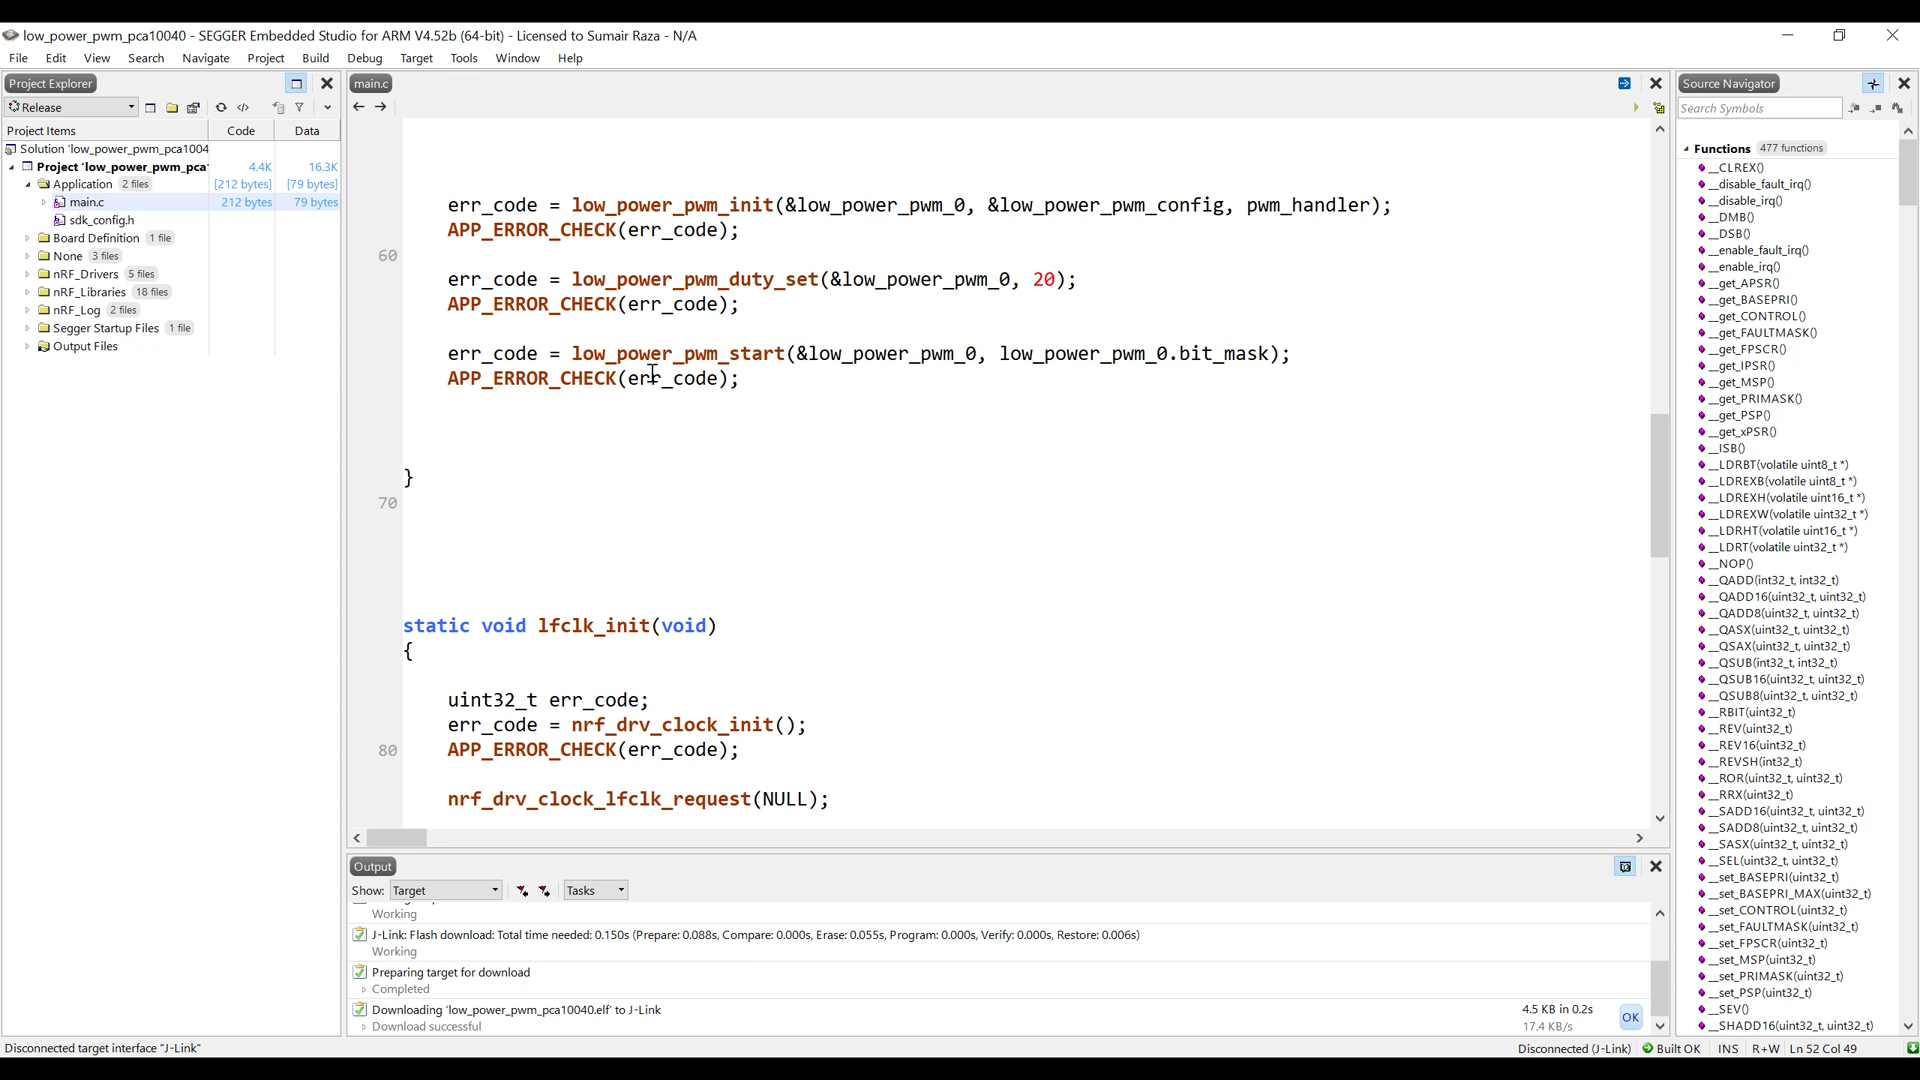 low_power_pwm_pca10040 - SEGGER Embedded Studio for ARM V4.52b (64-bit) - Licensed to Sumair Raza - N/A
File Edit View Search Navigate Project Build Debug Target Tools Window Help
Project Explorer
Release
Project Items Code Data
Solution 'low_power_pwm_pca1004
Project 'low_power_pwm_pca1 4.4K 16.3K
Application 2 files [212 bytes] [79 bytes]
main.c 212 bytes 79 bytes
sdk_config.h
Board Definition 1 file
None 3 files
nRF_Drivers 5 files
nRF_Libraries 18 files
nRF_Log 2 files
Segger Startup Files 1 file
Output Files
main.c
err_code = low_power_pwm_init(&low_power_pwm_0, &low_power_pwm_config, pwm_handler);
APP_ERROR_CHECK(err_code);
60
err_code = low_power_pwm_duty_set(&low_power_pwm_0, 20);
APP_ERROR_CHECK(err_code);
err_code = low_power_pwm_start(&low_power_pwm_0, low_power_pwm_0.bit_mask);
APP_ERROR_CHECK(err_code);
}
70
static void lfclk_init(void)
{
uint32_t err_code;
err_code = nrf_drv_clock_init();
80 APP_ERROR_CHECK(err_code);
nrf_drv_clock_lfclk_request(NULL);
Output
Show: Target Tasks
Working
J-Link: Flash download: Total time needed: 0.150s (Prepare: 0.088s, Compare: 0.000s, Erase: 0.055s, Program: 0.000s, Verify: 0.000s, Restore: 0.006s)
Working
Preparing target for download
Completed
Downloading 'low_power_pwm_pca10040.elf' to J-Link 4.5 KB in 0.2s
Download successful 17.4 KB/s
OK
Source Navigator
Search Symbols
Functions 477 functions
__CLREX()
__disable_fault_irq()
__disable_irq()
__DMB()
__DSB()
__enable_fault_irq()
__enable_irq()
__get_APSR()
__get_BASEPRI()
__get_CONTROL()
__get_FAULTMASK()
__get_FPSCR()
__get_IPSR()
__get_MSP()
__get_PRIMASK()
__get_PSP()
__get_xPSR()
__ISB()
__LDRBT(volatile uint8_t *)
__LDREXB(volatile uint8_t *)
__LDREXH(volatile uint16_t *)
__LDREXW(volatile uint32_t *)
__LDRHT(volatile uint16_t *)
__LDRT(volatile uint32_t *)
__NOP()
__QADD(int32_t, int32_t)
__QADD16(uint32_t, uint32_t)
__QADD8(uint32_t, uint32_t)
__QASX(uint32_t, uint32_t)
__QSAX(uint32_t, uint32_t)
__QSUB(int32_t, int32_t)
__QSUB16(uint32_t, uint32_t)
__QSUB8(uint32_t, uint32_t)
__RBIT(uint32_t)
__REV(uint32_t)
__REV16(uint32_t)
__REVSH(int32_t)
__ROR(uint32_t, uint32_t)
__RRX(uint32_t)
__SADD16(uint32_t, uint32_t)
__SADD8(uint32_t, uint32_t)
__SASX(uint32_t, uint32_t)
__SEL(uint32_t, uint32_t)
__set_BASEPRI(uint32_t)
__set_BASEPRI_MAX(uint32_t)
__set_CONTROL(uint32_t)
__set_FAULTMASK(uint32_t)
__set_FPSCR(uint32_t)
__set_MSP(uint32_t)
__set_PRIMASK(uint32_t)
__set_PSP(uint32_t)
__SEV()
__SHADD16(uint32_t, uint32_t)
Disconnected target interface "J-Link" Disconnected (J-Link) Built OK INS R+W Ln 52 Col 49